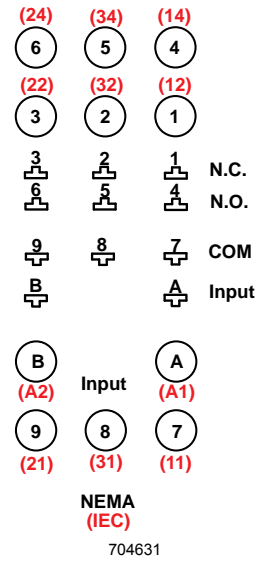 (24) (34) (14)
6 5 4
(22) (32) (12)
3 2 1
3 2 1 N.C.
6 5 4 N.O.
9 8 7 COM
B A Input
B A
Input
(A2) (A1)
9 8 7
(21) (31) (11)
NEMA
(IEC)
704631